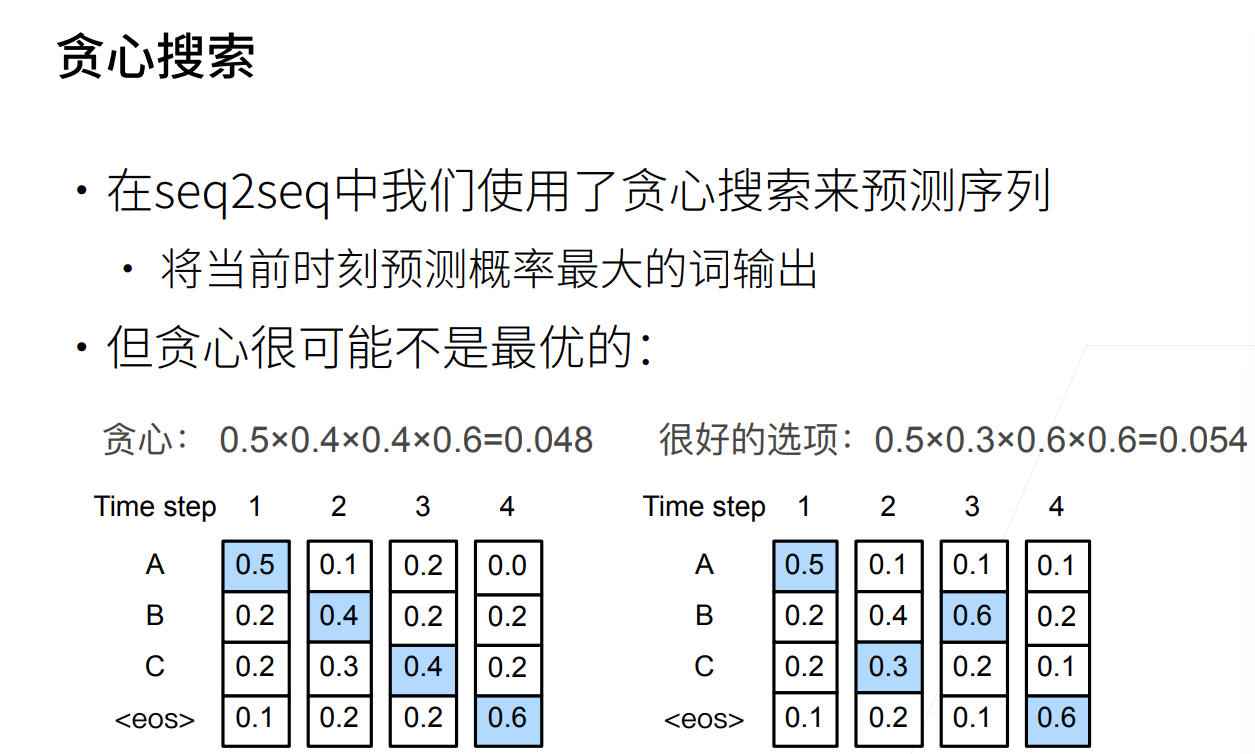 贪心搜索
• 在seq2seq中我们使用了贪心搜索来预测序列
• 将当前时刻预测概率最大的词输出
• 但贪心很可能不是最优的：
贪心： 0.5×0.4×0.4×0.6=0.048
Time step 1 2 3 4
A 0.5 0.1 0.2 0.0
B 0.2 0.4 0.2 0.2
C 0.2 0.3 0.4 0.2
<eos> 0.1 0.2 0.2 0.6
很好的选项：0.5×0.3×0.6×0.6=0.054
Time step 1 2 3 4
A 0.5 0.1 0.1 0.1
B 0.2 0.4 0.6 0.2
C 0.2 0.3 0.2 0.1
<eos> 0.1 0.2 0.1 0.6